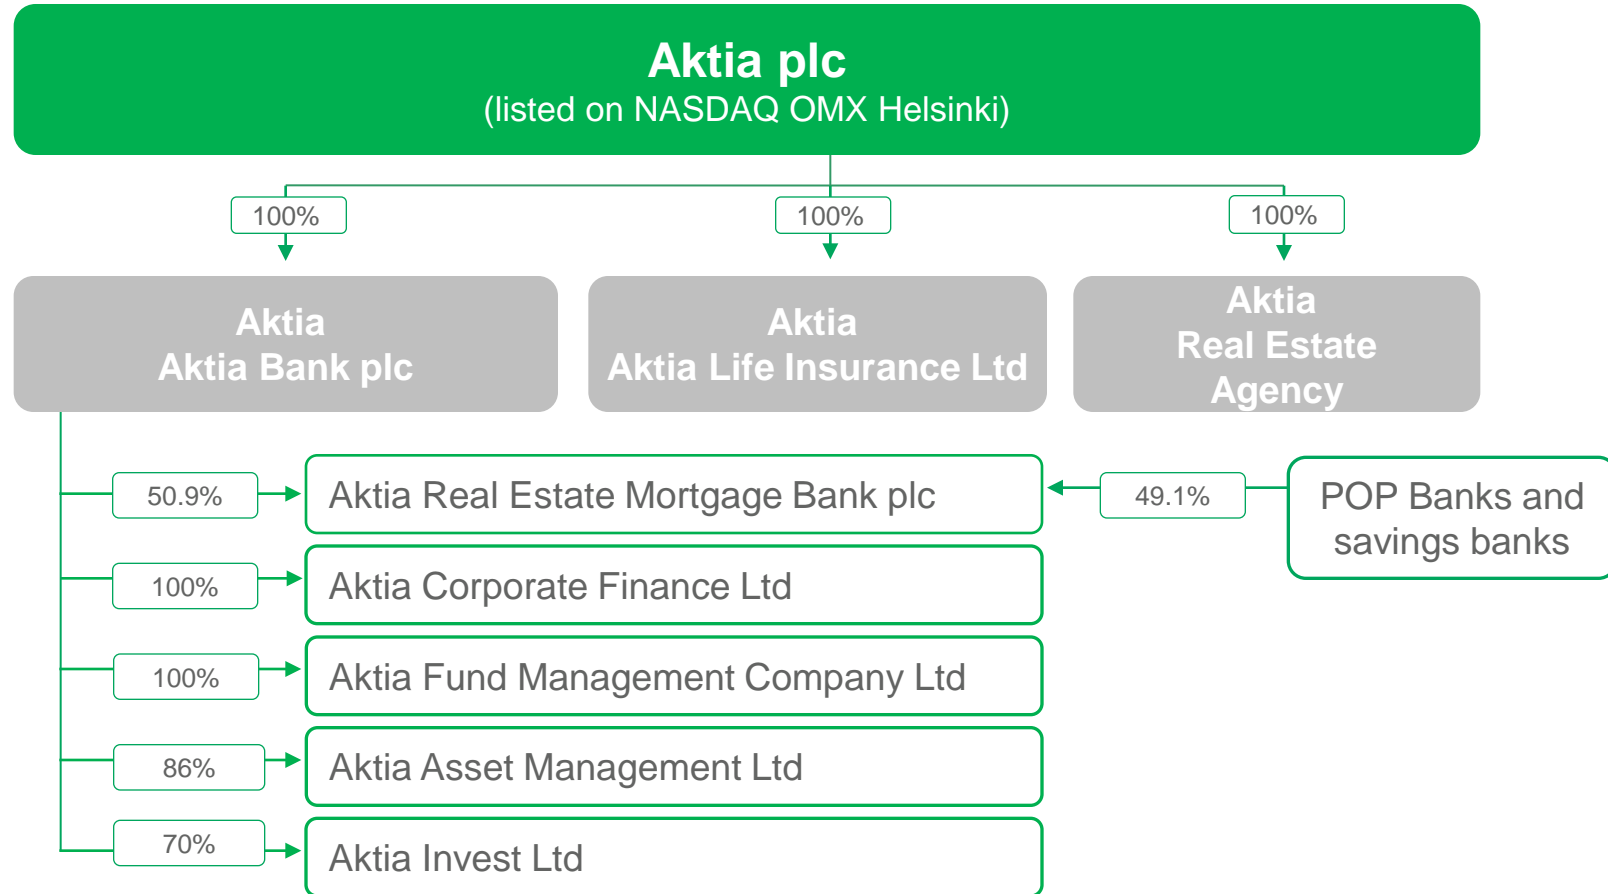 Aktia plc
(listed on NASDAQ OMX Helsinki)
100%
100%
100%
Aktia
Aktia Bank plc
Aktia
Aktia Life Insurance Ltd
Aktia
Real Estate
Agency
50.9%
Aktia Real Estate Mortgage Bank plc
49.1%
POP Banks and
savings banks
100%
Aktia Corporate Finance Ltd
100%
Aktia Fund Management Company Ltd
86%
Aktia Asset Management Ltd
70%
Aktia Invest Ltd